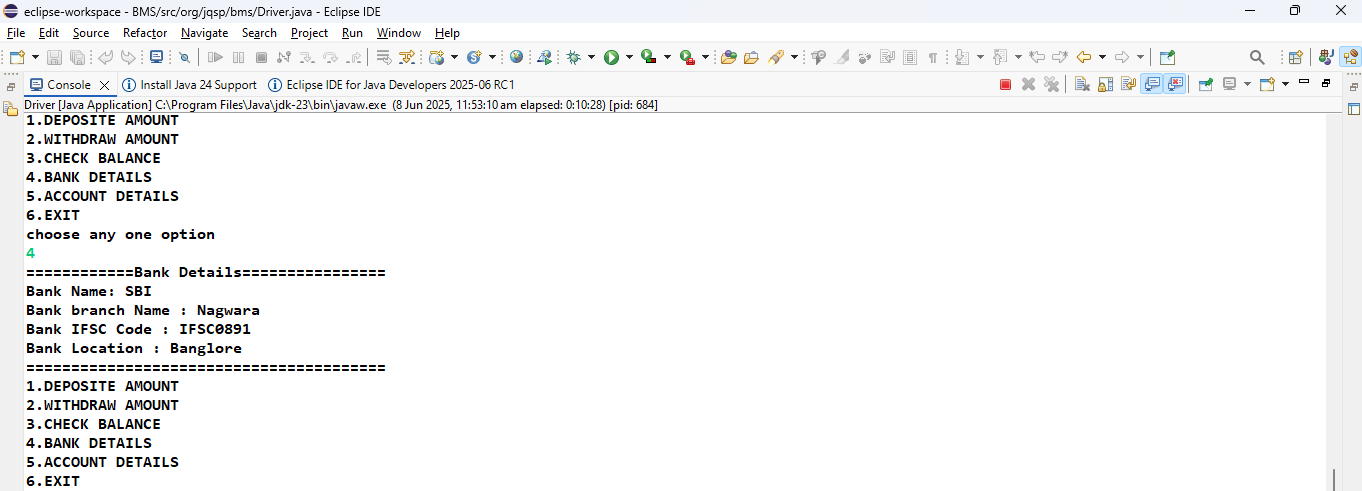 eclipse-workspace - BMS/src/org/jqsp/bms/Driver.java - Eclipse IDE
File Edit Source Refactor Navigate Search Project Run Window Help
Console Install Java 24 Support Eclipse IDE for Java Developers 2025-06 RC1
Driver [Java Application] C:\Program Files\Java\jdk-23\bin\javaw.exe (8 Jun 2025, 11:53:10 am elapsed: 0:10:28) [pid: 684]
1.DEPOSITE AMOUNT
2.WITHDRAW AMOUNT
3.CHECK BALANCE
4.BANK DETAILS
5.ACCOUNT DETAILS
6.EXIT
choose any one option
4
============Bank Details================
Bank Name: SBI
Bank branch Name : Nagwara
Bank IFSC Code : IFSC0891
Bank Location : Banglore
========================================
1.DEPOSITE AMOUNT
2.WITHDRAW AMOUNT
3.CHECK BALANCE
4.BANK DETAILS
5.ACCOUNT DETAILS
6.EXIT